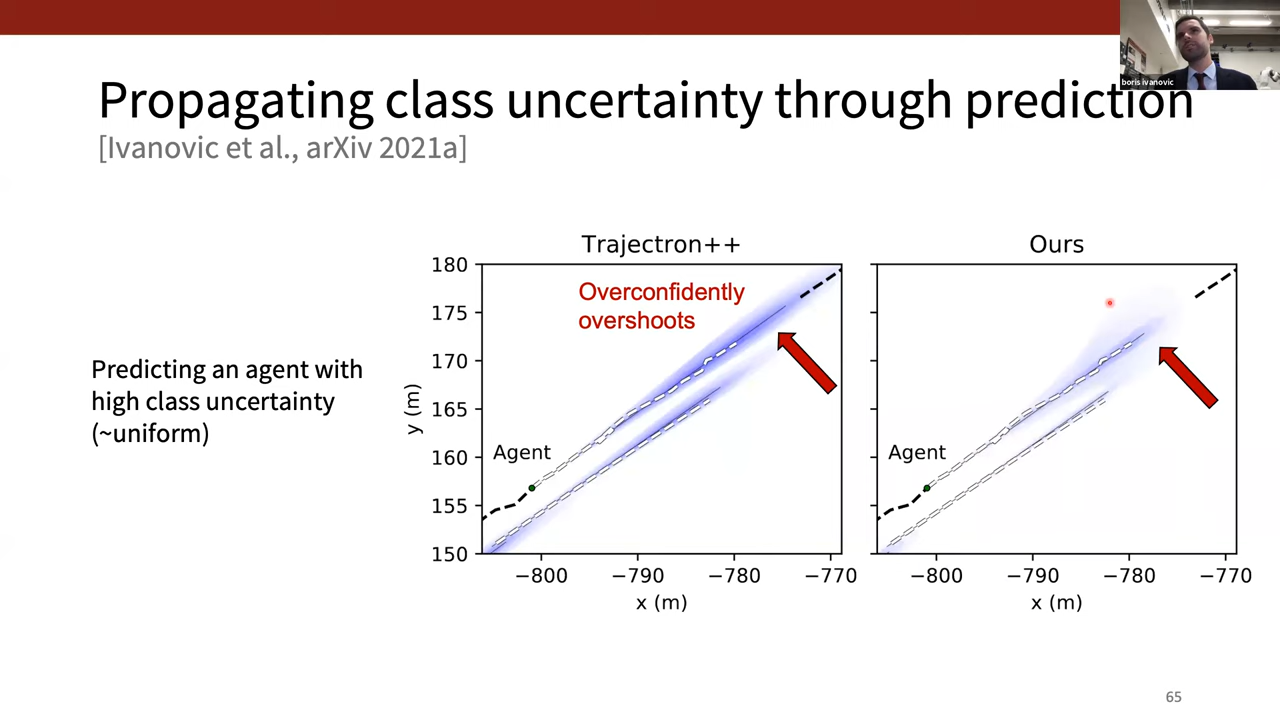 boris ivanovic
Propagating class uncertainty through prediction
[Ivanovic et al., arXiv 2021a]
Predicting an agent with
high class uncertainty
(~uniform)
Trajectron++
Overconfidently
overshoots
Agent
y (m)
180
175
170
165
160
155
150
−800
−790
−780
−770
x (m)
Ours
Agent
−800
−790
−780
−770
x (m)
65